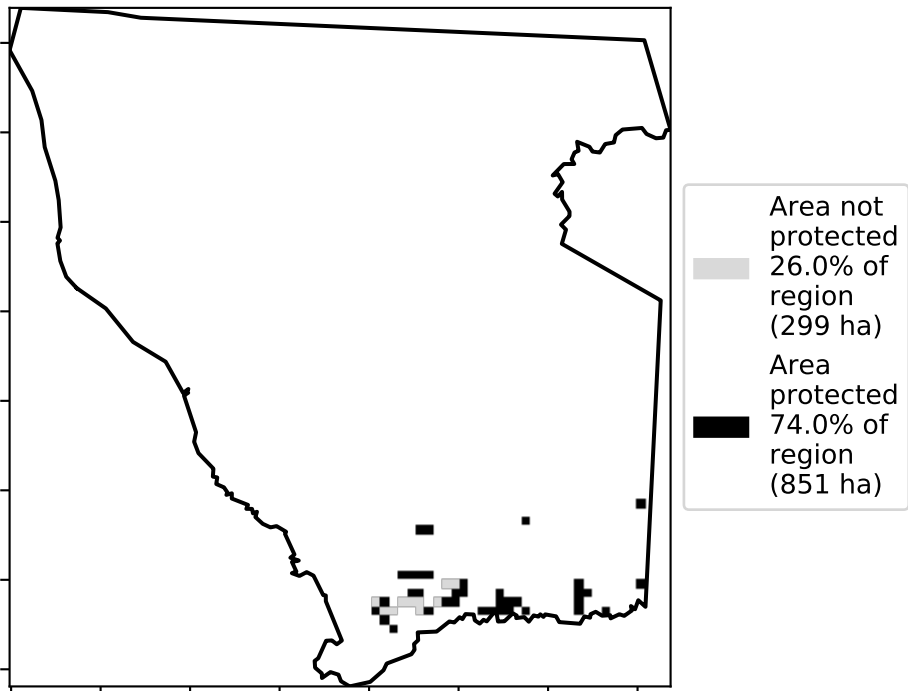 Area not
protected
26.0% of
region
(299 ha)
Area
protected
74.0% of
region
(851 ha)